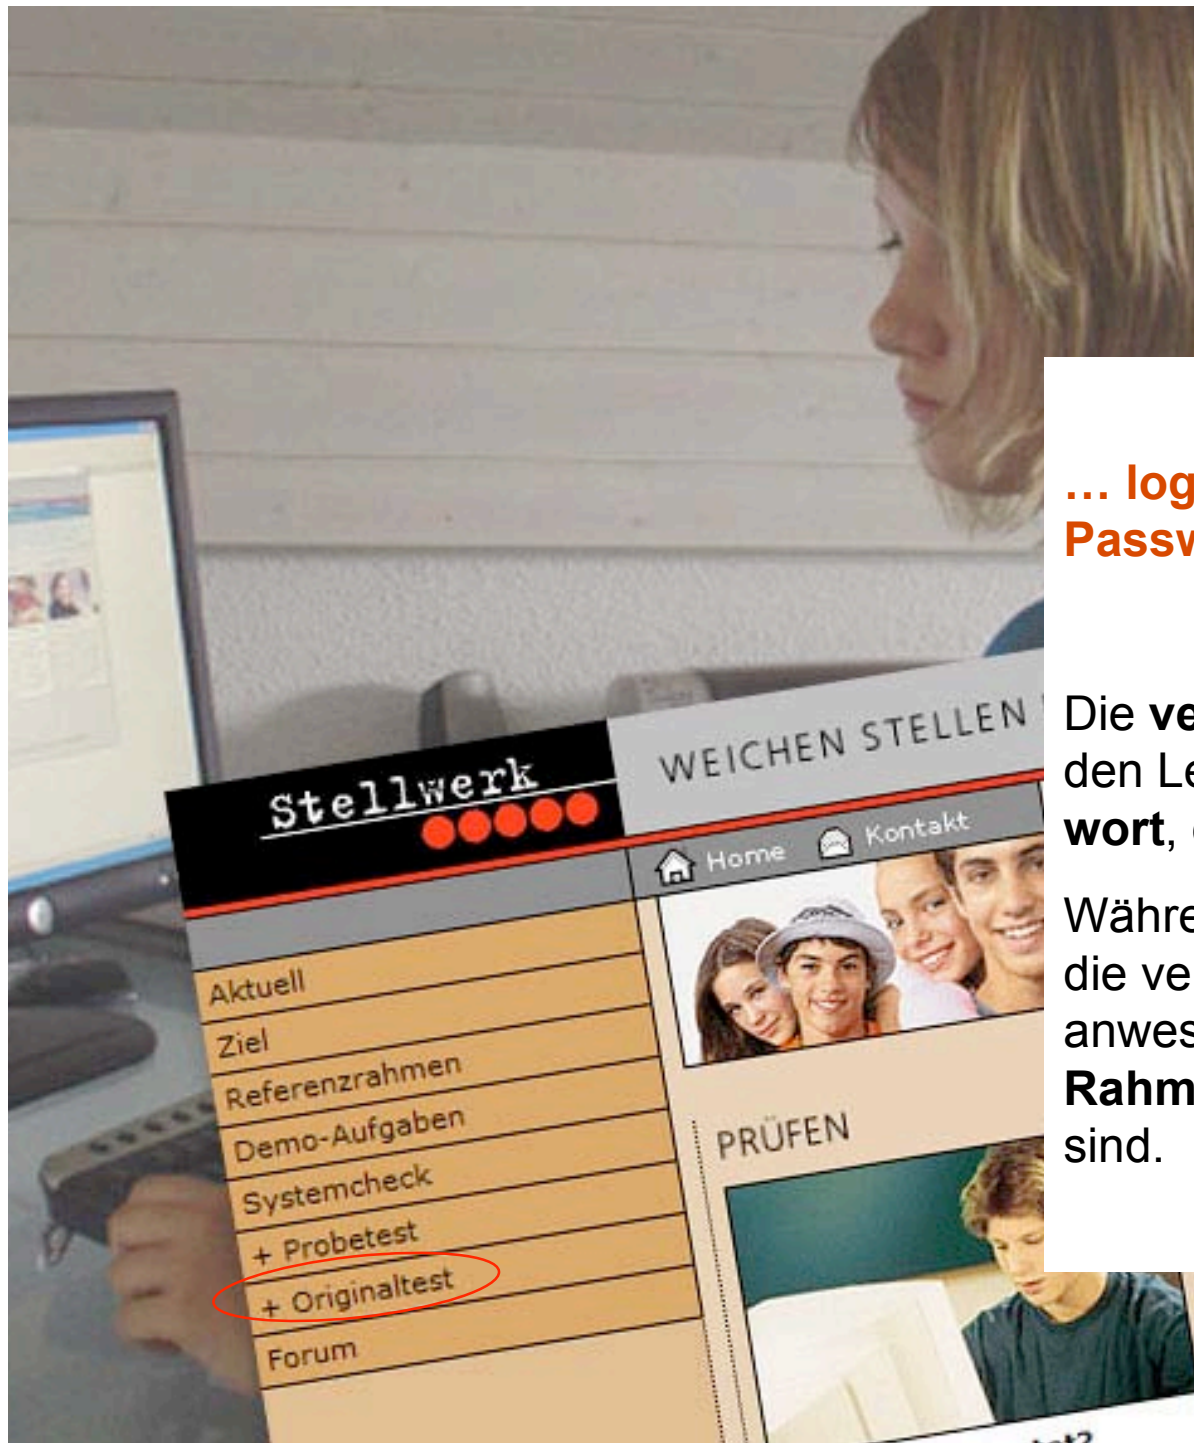 … log
Passw
Die ve
den Le
wort,
Währe
die ve
anwes
Rahm
sind.
Stellwerk
WEICHEN STELLEN
Home Kontakt
Aktuell
Ziel
Referenzrahmen
Demo-Aufgaben
Systemcheck
+ Probetest
+ Originaltest
Forum
PRÜFEN